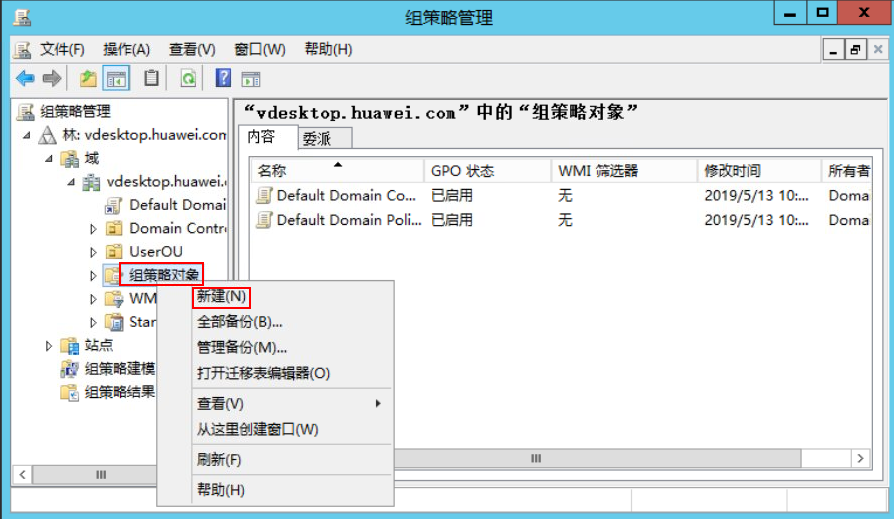 组策略管理
文件(F) 操作(A) 查看(V) 窗口(W) 帮助(H)
组策略管理
林: vdesktop.huawei.com
域
vdesktop.huawei.
Default Domai
Domain Contr
UserOU
组策略对象
WM
Star
站点
组策略建模
组策略结果
“vdesktop.huawei.com”中的“组策略对象”
内容 委派
名称 GPO 状态 WMI 筛选器 修改时间 所有者
Default Domain Co... 已启用 无 2019/5/13 10:... Doma
Default Domain Poli... 已启用 无 2019/5/13 10:... Doma
新建(N)
全部备份(B)...
管理备份(M)...
打开迁移表编辑器(O)
查看(V)
从这里创建窗口(W)
刷新(F)
帮助(H)